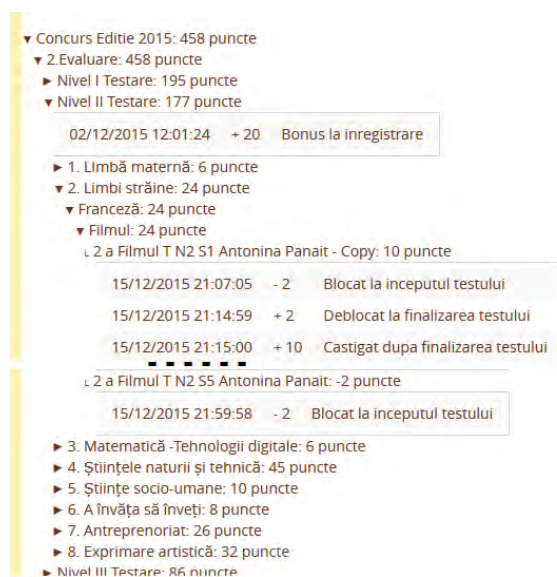 ▼ Concurs Editie 2015: 458 puncte
▼ 2.Evaluare: 458 puncte
► Nivel I Testare: 195 puncte
▼ Nivel II Testare: 177 puncte
02/12/2015 12:01:24 + 20 Bonus la inregistrare
► 1. Limbă maternă: 6 puncte
▼ 2. Limbi străine: 24 puncte
▼ Franceză: 24 puncte
▼ Filmul: 24 puncte
L 2 a Filmul T N2 S1 Antonina Panait - Copy: 10 puncte
15/12/2015 21:07:05 - 2 Blocat la inceputul testului
15/12/2015 21:14:59 + 2 Deblocat la finalizarea testului
15/12/2015 21:15:00 + 10 Castigat dupa finalizarea testului
L 2 a Filmul T N2 S5 Antonina Panait: -2 puncte
15/12/2015 21:59:58 - 2 Blocat la inceputul testului
► 3. Matematică -Tehnologii digitale: 6 puncte
► 4. Științele naturii și tehnică: 45 puncte
► 5. Științe socio-umane: 10 puncte
► 6. A învăța să înveți: 8 puncte
► 7. Antreprenoriat: 26 puncte
► 8. Exprimare artistică: 32 puncte
► Nivel III Testare: 86 puncte